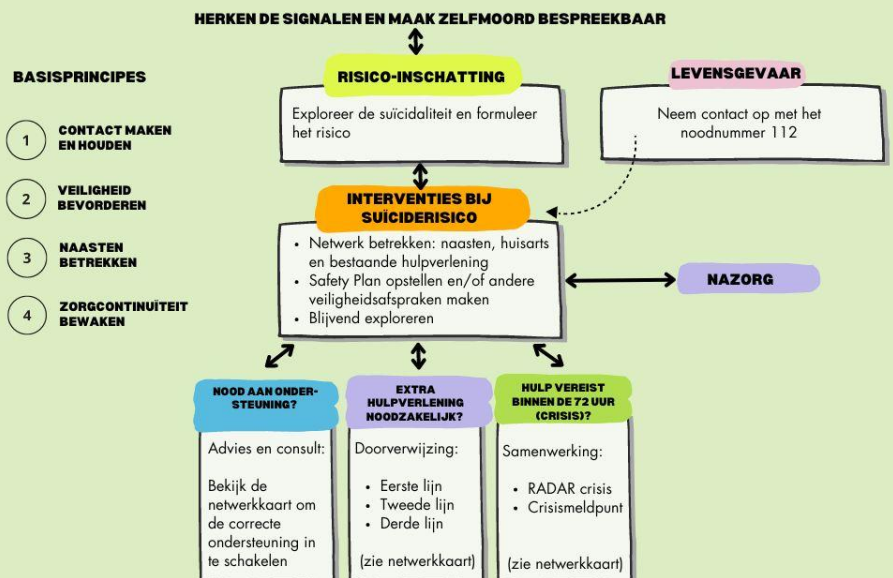 HERKEN DE SIGNALEN EN MAAK ZELFMOORD BESPREEKBAAR
BASISPRINCIPES
1
CONTACT MAKEN
EN HOUDEN
2
VEILIGHEID
BEVORDEREN
3
NAASTEN
BETREKKEN
4
ZORGCONTINUÏTEIT
BEWAKEN
RISICO-INSCHATTING
Exploreer de suïcidaliteit en formuleer
het risico
LEVENSGEVAAR
Neem contact op met het
noodnummer 112
INTERVENTIES BIJ
SUÏCIDERISICO
• Netwerk betrekken: naasten, huisarts
en bestaande hulpverlening
• Safety Plan opstellen en/of andere
veiligheidsafspraken maken
• Blijvend exploreren
NAZORG
NOOD AAN ONDER-
STEUNING?
Advies en consult:
Bekijk de
netwerkkaart om
de correcte
ondersteuning in
te schakelen
EXTRA
HULPVERLENING
NOODZAKELIJK?
Doorverwijzing:
• Eerste lijn
• Tweede lijn
• Derde lijn
(zie netwerkkaart)
HULP VEREIST
BINNEN DE 72 UUR
(CRISIS)?
Samenwerking:
• RADAR crisis
• Crisismeldpunt
(zie netwerkkaart)